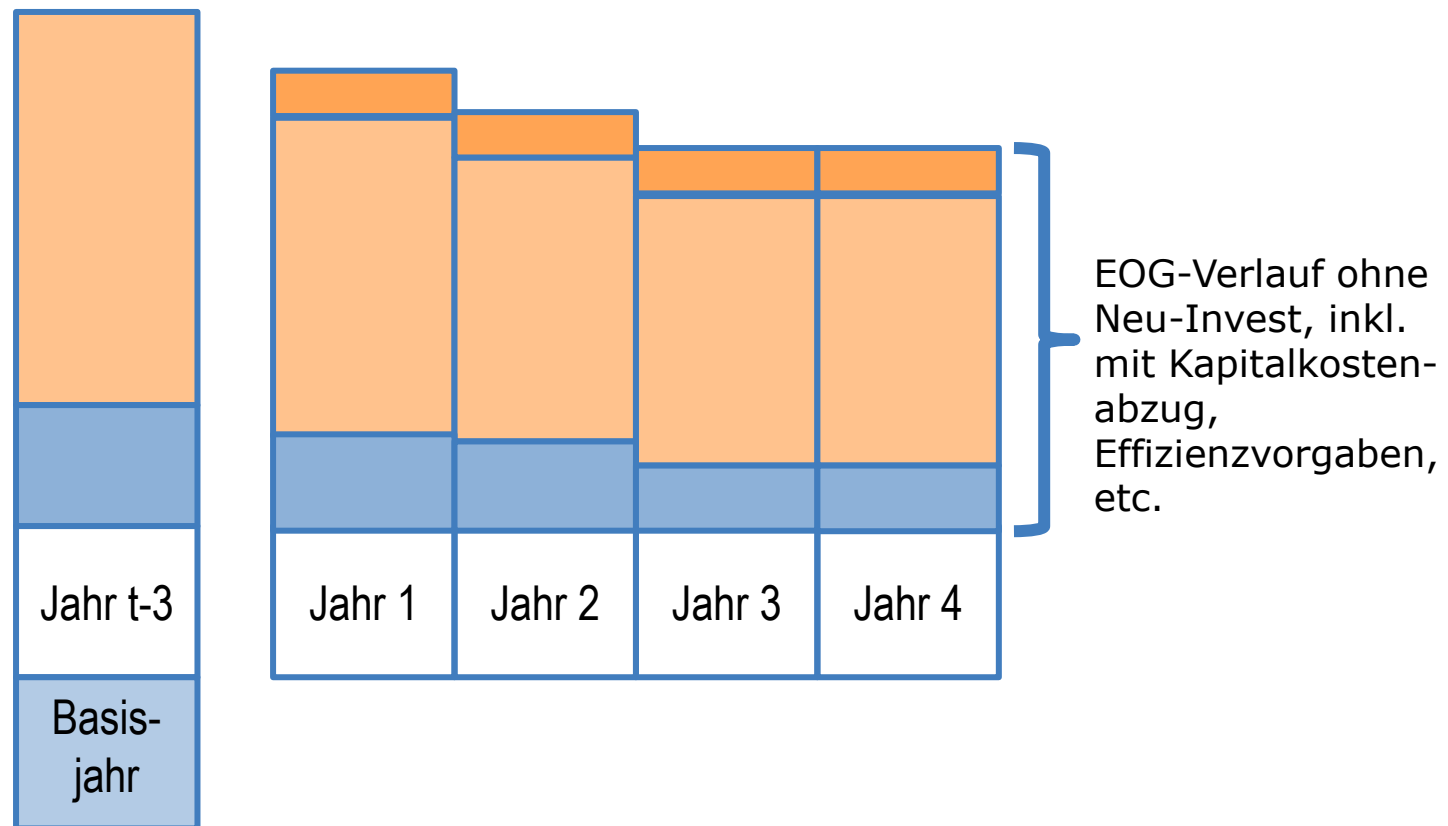 EOG-Verlauf ohne
Neu-Invest, inkl.
mit Kapitalkosten-
abzug,
Effizienzvorgaben,
etc.
Jahr t-3
Jahr 1
Jahr 2
Jahr 3
Jahr 4
Basis-
jahr